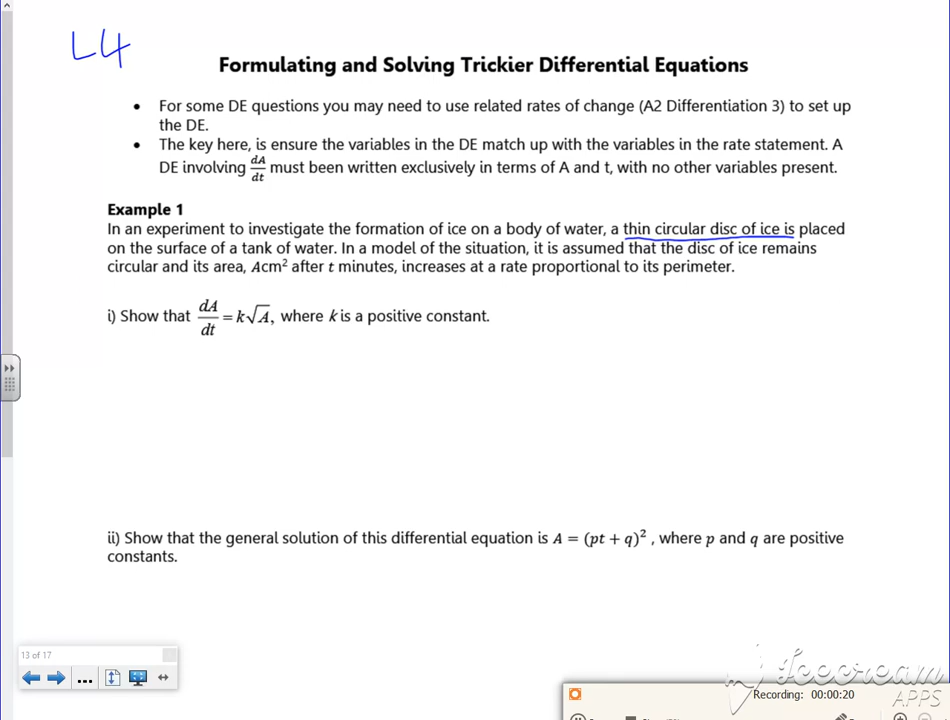 L4
Formulating and Solving Trickier Differential Equations
• For some DE questions you may need to use related rates of change (A2 Differentiation 3) to set up
the DE.
• The key here, is ensure the variables in the DE match up with the variables in the rate statement. A
DE involving dA/dt must been written exclusively in terms of A and t, with no other variables present.
Example 1
In an experiment to investigate the formation of ice on a body of water, a thin circular disc of ice is placed
on the surface of a tank of water. In a model of the situation, it is assumed that the disc of ice remains
circular and its area, Acm² after t minutes, increases at a rate proportional to its perimeter.
i) Show that dA/dt = k√A, where k is a positive constant.
ii) Show that the general solution of this differential equation is A = (pt + q)², where p and q are positive
constants.
13 of 17
...
Icecream
APPS
Recording: 00:00:20